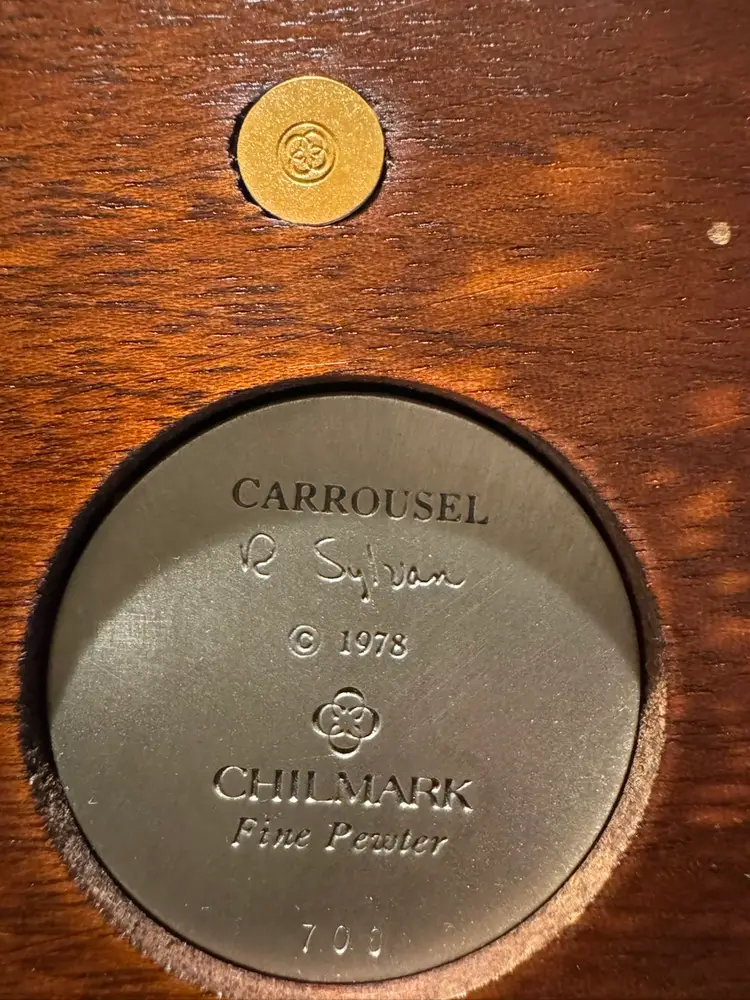 CARROUSEL
R Sylvan
© 1978
CHILMARK
Fine Pewter